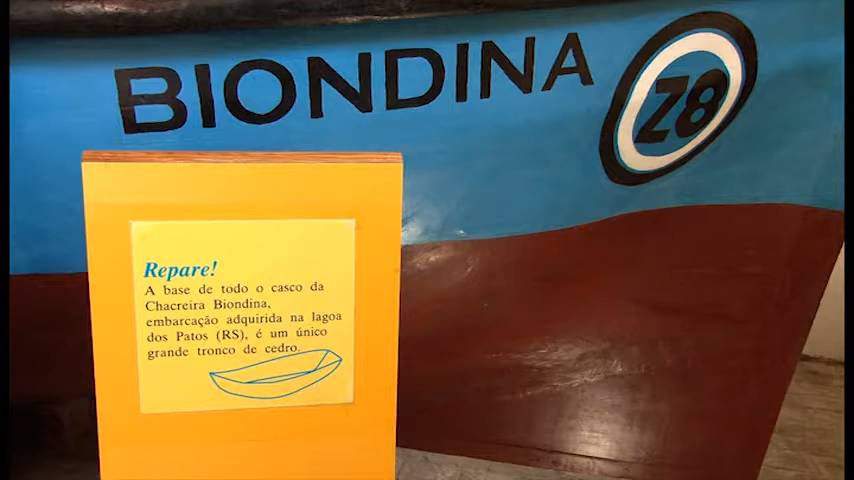 BIONDINA
Z8
Repare!
A base de todo o casco da
Chacreira Biondina,
embarcação adquirida na lagoa
dos Patos (RS), é um único
grande tronco de cedro.